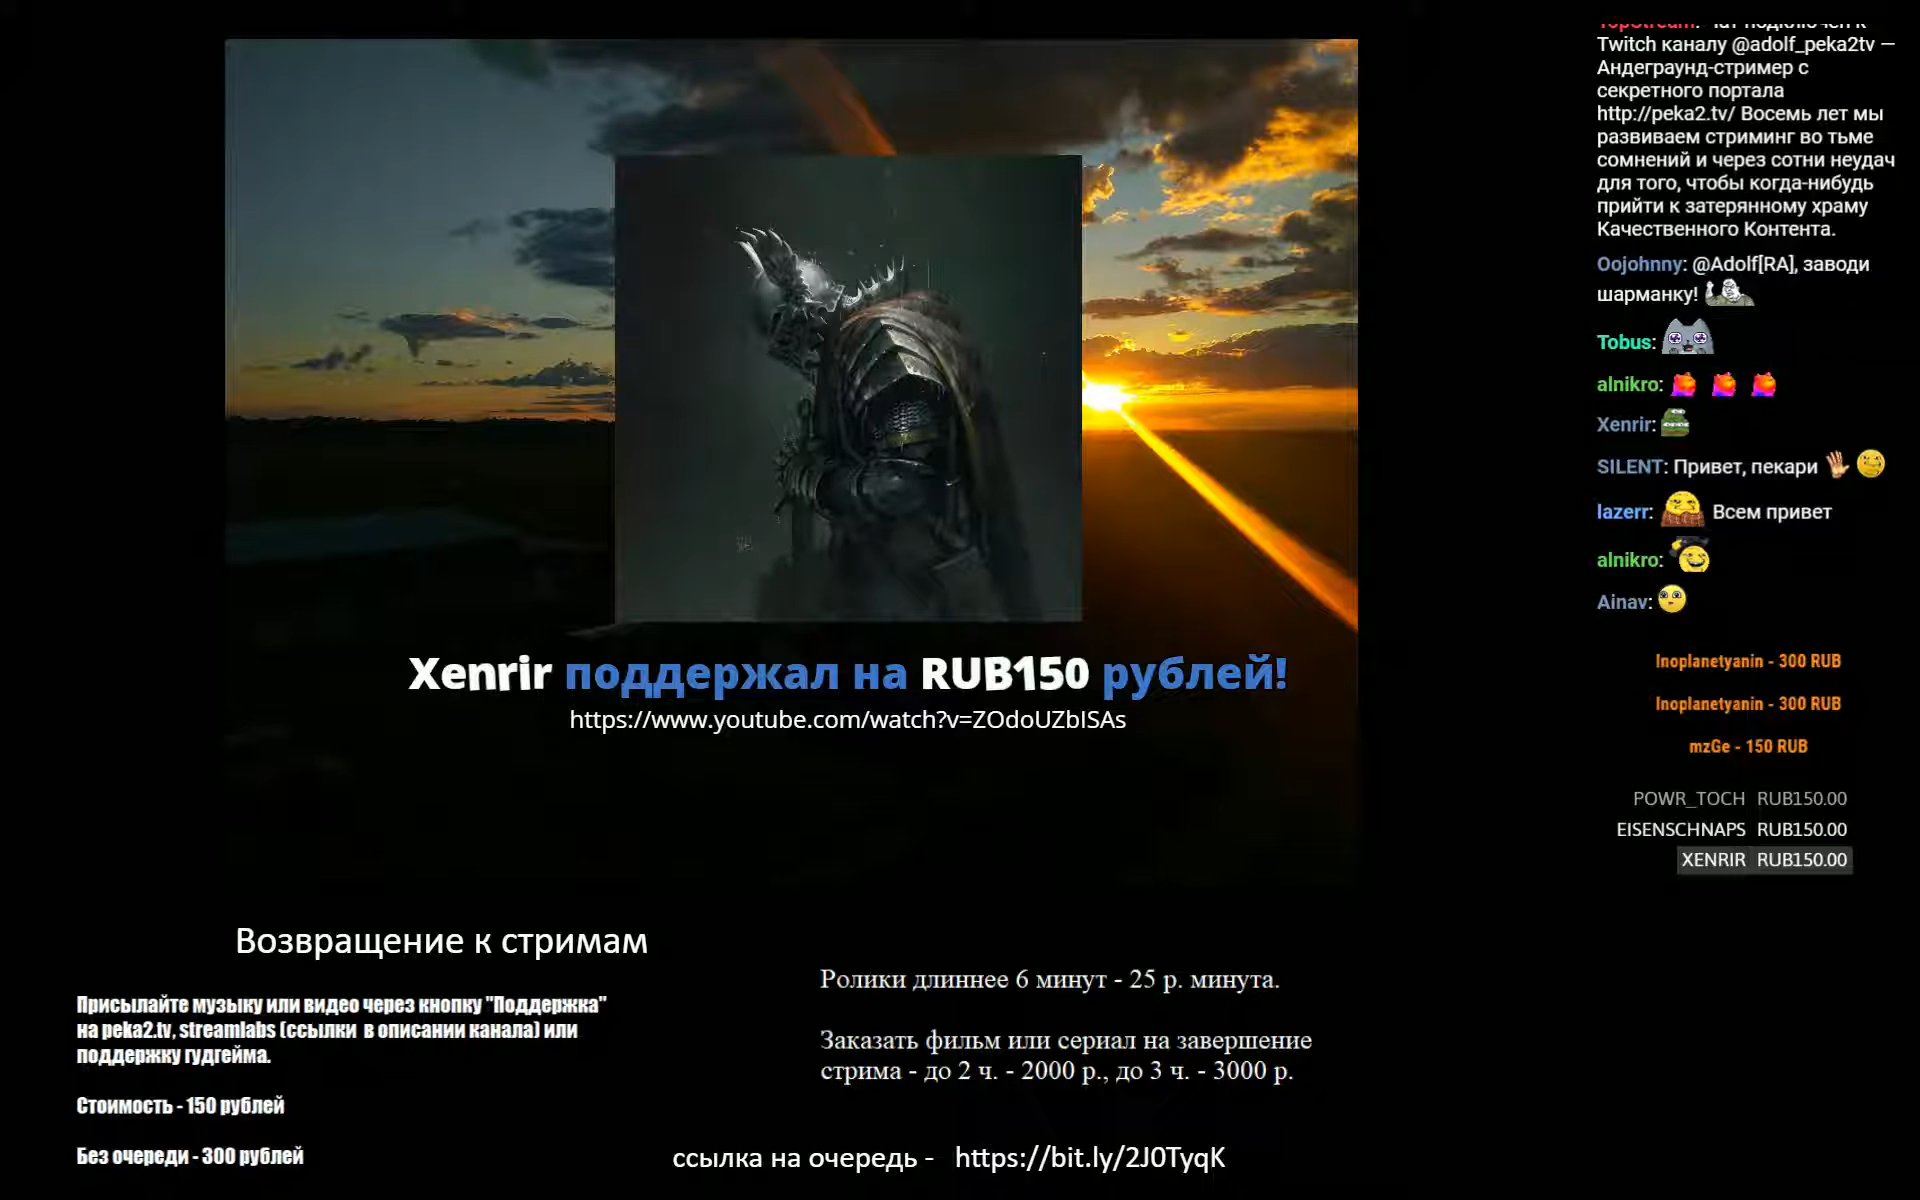 TopStream: Чат подключен к
Twitch каналу @adolf_peka2tv —
Андеграунд-стример с
секретного портала
http://peka2.tv/ Восемь лет мы
развиваем стриминг во тьме
сомнений и через сотни неудач
для того, чтобы когда-нибудь
прийти к затерянному храму
Качественного Контента.
Oojohnny: @Adolf[RA], заводи
шарманку!
Tobus:
alnikro:
Xenrir:
SILENT: Привет, пекари
lazerr: Всем привет
alnikro:
Ainav:
Inoplanetyanin - 300 RUB
Inoplanetyanin - 300 RUB
mzGe - 150 RUB
POWR_TOCH RUB150.00
EISENSCHNAPS RUB150.00
XENRIR RUB150.00
Xenrir поддержал на RUB150 рублей!
https://www.youtube.com/watch?v=ZOdoUZbISAs
Возвращение к стримам
Присылайте музыку или видео через кнопку "Поддержка"
на peka2.tv, streamlabs (ссылки в описании канала) или
поддержку гудгейма.
Стоимость - 150 рублей
Без очереди - 300 рублей
Ролики длиннее 6 минут - 25 р. минута.
Заказать фильм или сериал на завершение
стрима - до 2 ч. - 2000 р., до 3 ч. - 3000 р.
ссылка на очередь - https://bit.ly/2J0TyqK